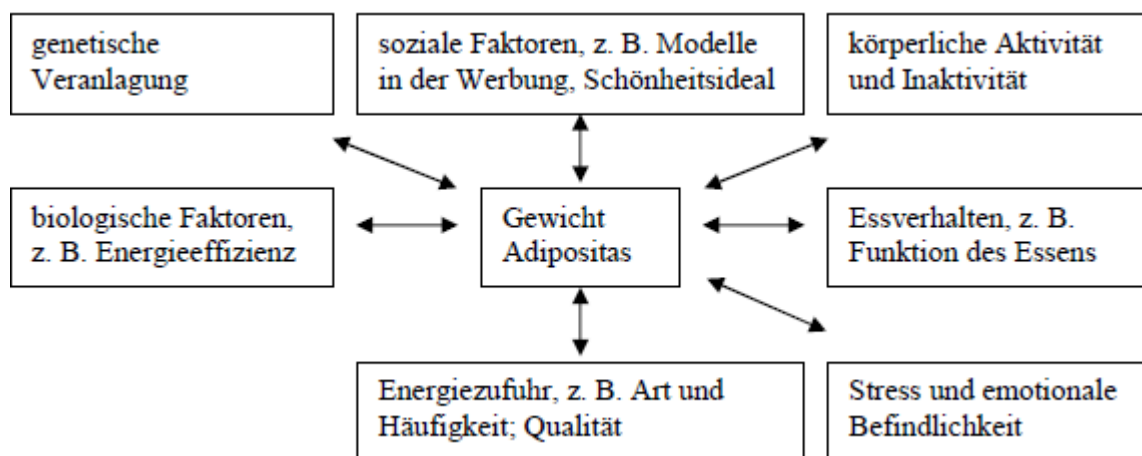 genetische
Veranlagung
soziale Faktoren, z. B. Modelle
in der Werbung, Schönheitsideal
körperliche Aktivität
und Inaktivität
biologische Faktoren,
z. B. Energieeffizienz
Gewicht
Adipositas
Essverhalten, z. B.
Funktion des Essens
Energiezufuhr, z. B. Art und
Häufigkeit; Qualität
Stress und emotionale
Befindlichkeit